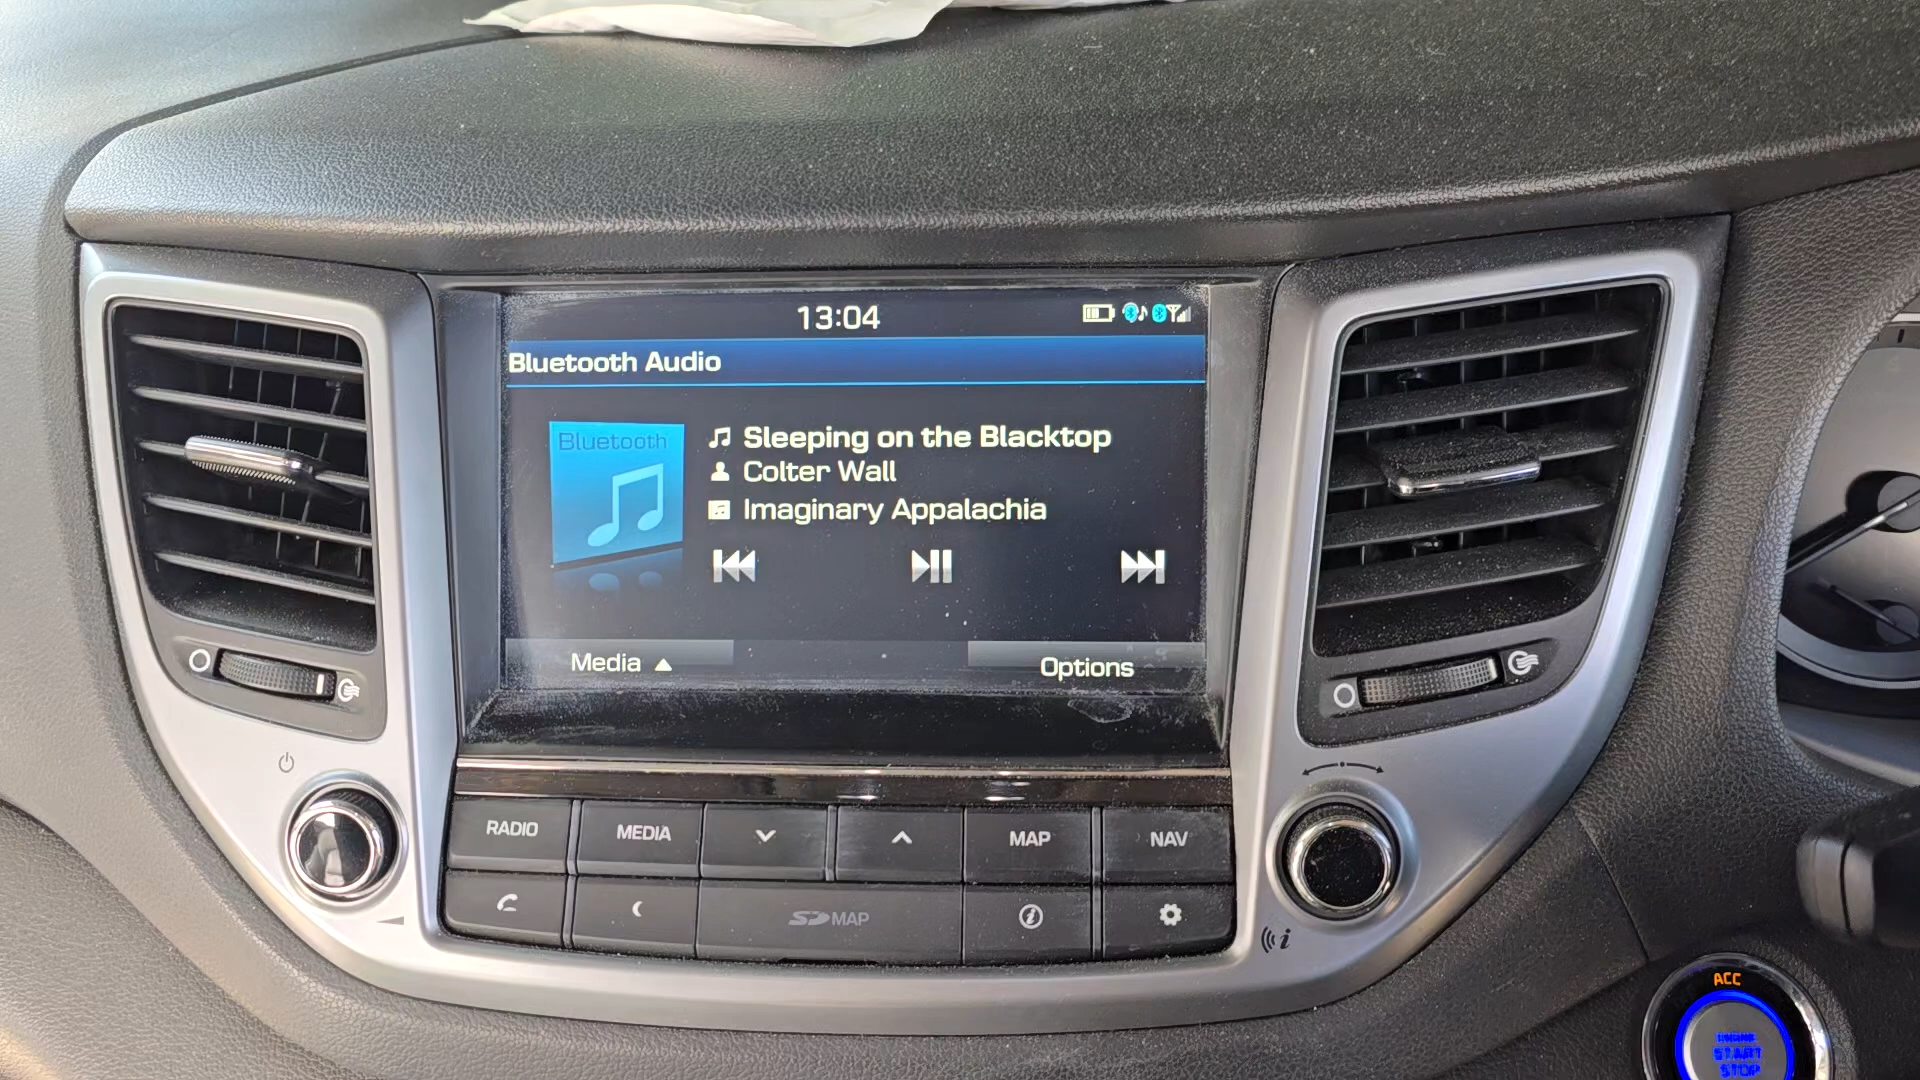 13:04
Bluetooth Audio
Bluetooth
Sleeping on the Blacktop
Colter Wall
Imaginary Appalachia
Media
Options
RADIO
MEDIA
MAP
NAV
SD MAP
i
i
ACC
ENGINE
START
STOP